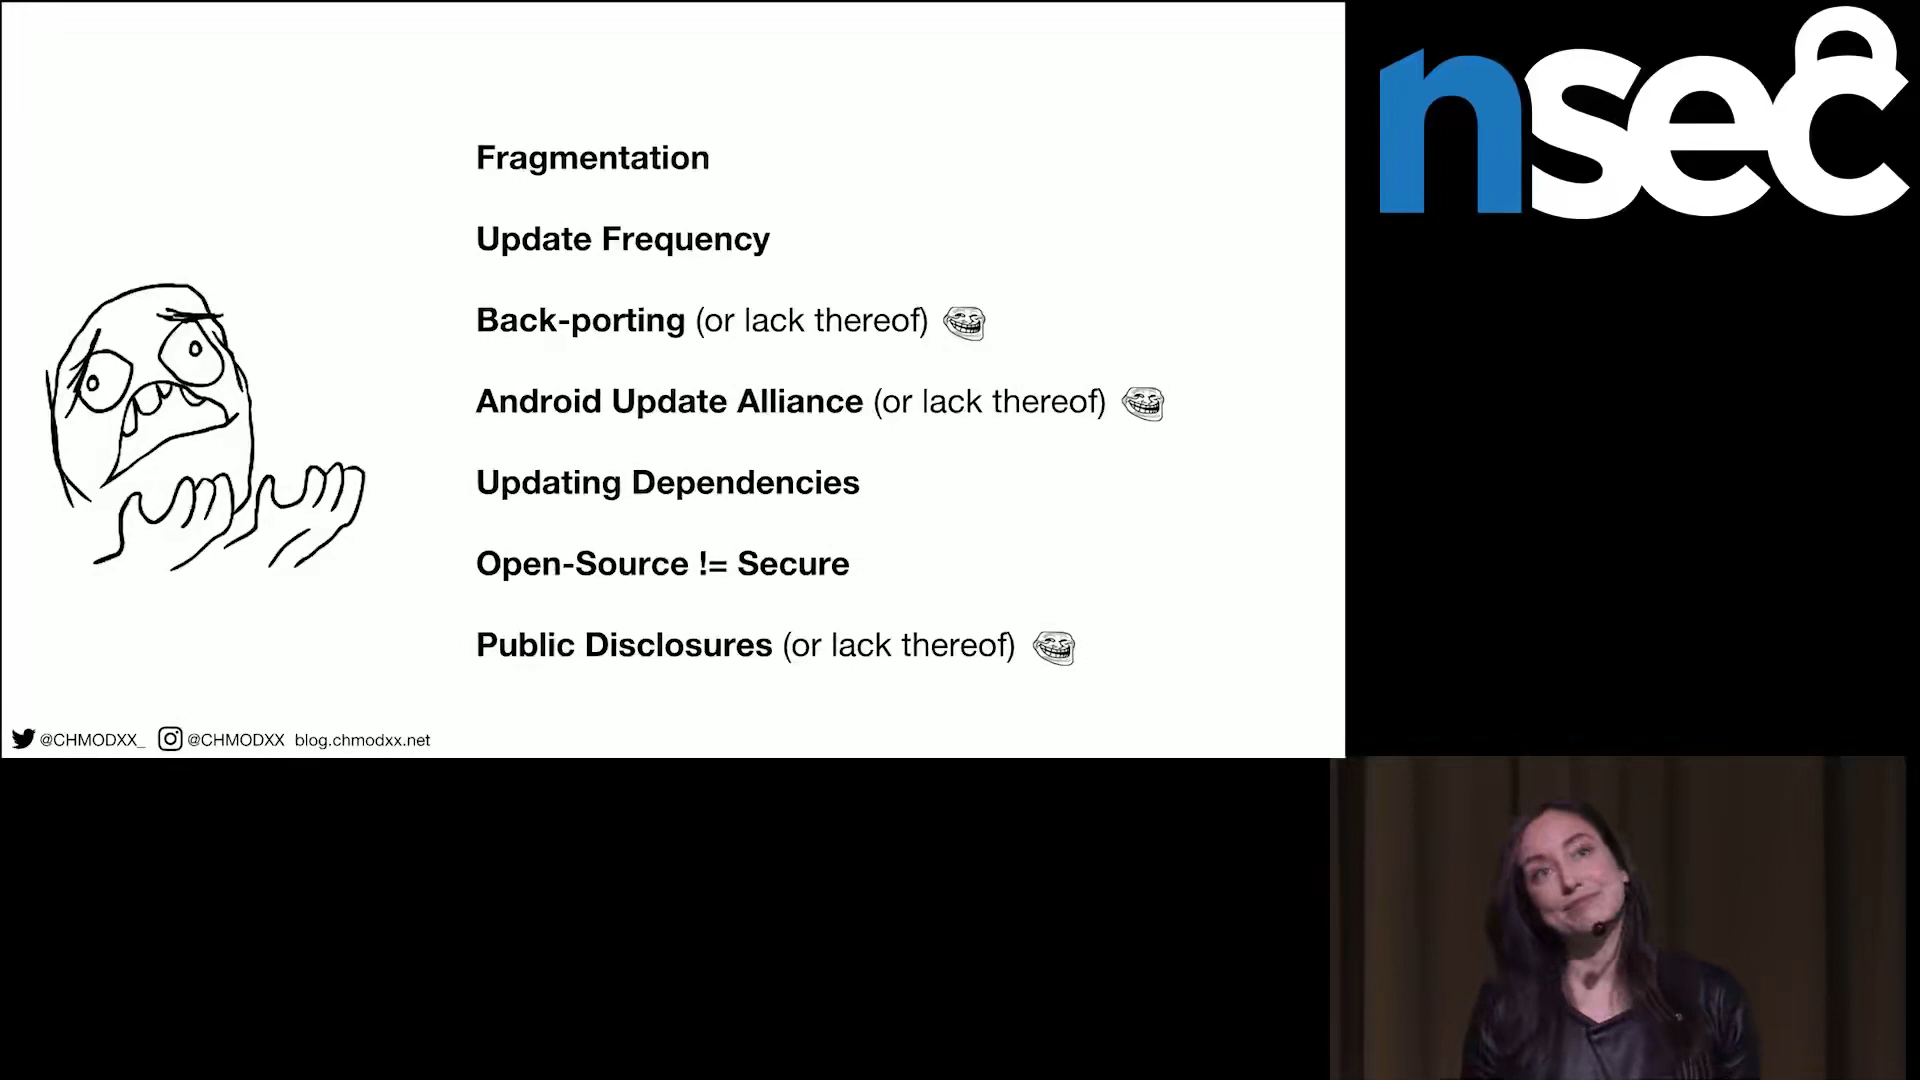 nsec
Fragmentation
Update Frequency
Back-porting (or lack thereof)
Android Update Alliance (or lack thereof)
Updating Dependencies
Open-Source != Secure
Public Disclosures (or lack thereof)
@CHMODXX_ @CHMODXX blog.chmodxx.net